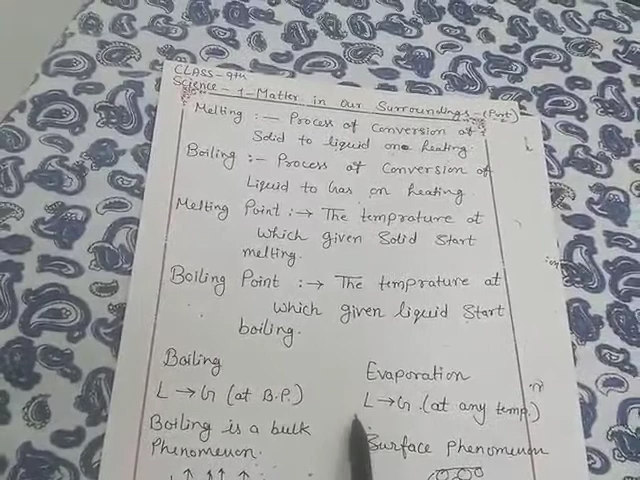 CLASS - 9th
Science - 1 - Matter in Our Surroundings - (Part)
Melting :— Process of Conversion of
Solid to liquid one heating.
Boiling :- Process of Conversion of
Liquid to Gas on heating.
Melting Point :→ The temprature at
which given Solid Start
melting.
Boiling Point :→ The temprature at
which given liquid Start
boiling.
Boiling
L → G (at B.P.)
Boiling is a bulk
Phenomenon.
Evaporation
L → G. (at any temp.)
Surface Phenomenon